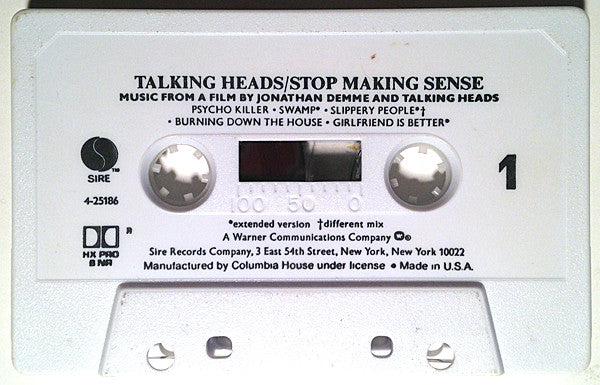 TALKING HEADS/STOP MAKING SENSE
MUSIC FROM A FILM BY JONATHAN DEMME AND TALKING HEADS
PSYCHO KILLER • SWAMP* • SLIPPERY PEOPLE*†
• BURNING DOWN THE HOUSE • GIRLFRIEND IS BETTER*
SIRE™
4-25186
1
100 50 0
HX PRO
B NR
*extended version †different mix
A Warner Communications Company
Sire Records Company, 3 East 54th Street, New York, New York 10022
Manufactured by Columbia House under license • Made in U.S.A.